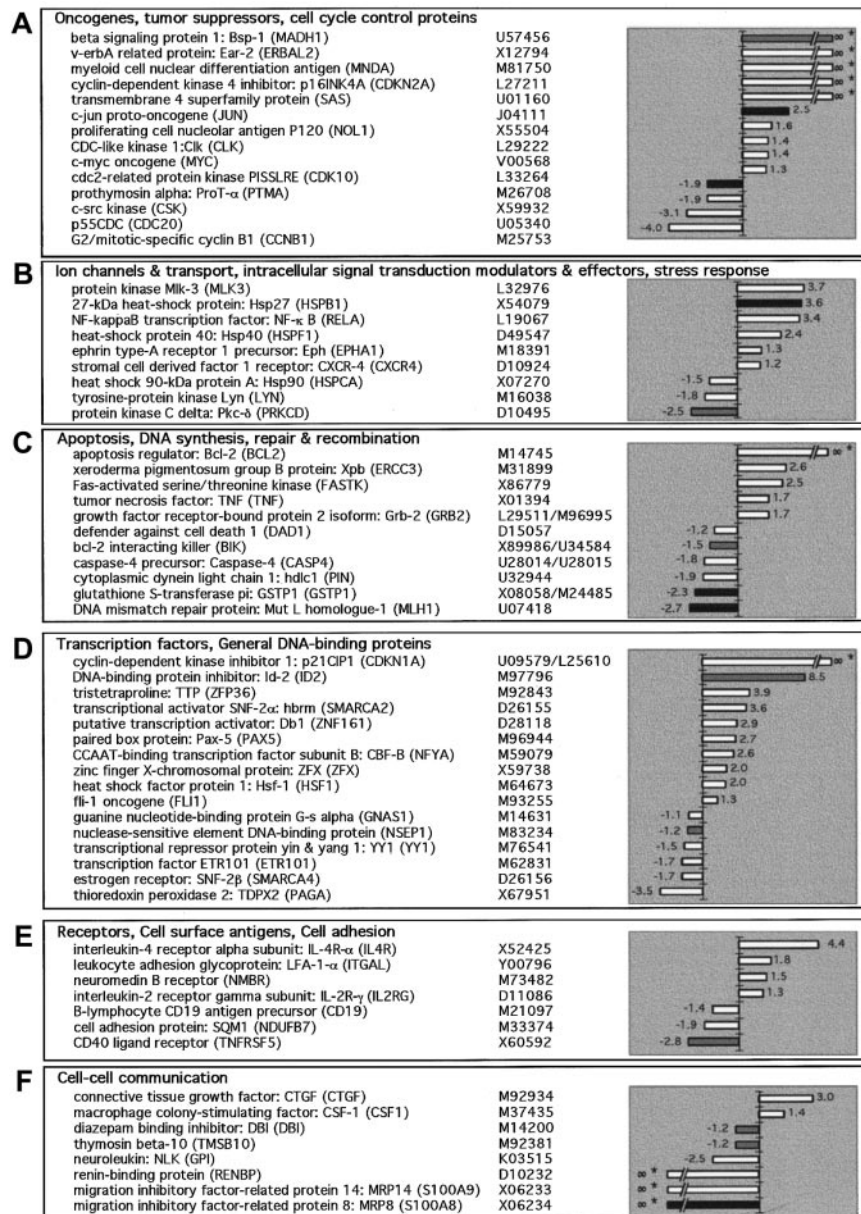 A Oncogenes, tumor suppressors, cell cycle control proteins
beta signaling protein 1: Bsp-1 (MADH1) U57456 ∞ *
v-erbA related protein: Ear-2 (ERBAL2) X12794 ∞ *
myeloid cell nuclear differentiation antigen (MNDA) M81750 ∞ *
cyclin-dependent kinase 4 inhibitor: p16INK4A (CDKN2A) L27211 ∞ *
transmembrane 4 superfamily protein (SAS) U01160 ∞ *
c-jun proto-oncogene (JUN) J04111 2.5
proliferating cell nucleolar antigen P120 (NOL1) X55504 1.6
CDC-like kinase 1:Clk (CLK) L29222 1.4
c-myc oncogene (MYC) V00568 1.4
cdc2-related protein kinase PISSLRE (CDK10) L33264 1.3
prothymosin alpha: ProT-α (PTMA) M26708 -1.9
c-src kinase (CSK) X59932 -1.9
p55CDC (CDC20) U05340 -3.1
G2/mitotic-specific cyclin B1 (CCNB1) M25753 -4.0
B Ion channels & transport, intracellular signal transduction modulators & effectors, stress response
protein kinase Mlk-3 (MLK3) L32976 3.7
27-kDa heat-shock protein: Hsp27 (HSPB1) X54079 3.6
NF-kappaB transcription factor: NF-κ B (RELA) L19067 3.4
heat-shock protein 40: Hsp40 (HSPF1) D49547 2.4
ephrin type-A receptor 1 precursor: Eph (EPHA1) M18391 1.3
stromal cell derived factor 1 receptor: CXCR-4 (CXCR4) D10924 1.2
heat shock 90-kDa protein A: Hsp90 (HSPCA) X07270 -1.5
tyrosine-protein kinase Lyn (LYN) M16038 -1.8
protein kinase C delta: Pkc-δ (PRKCD) D10495 -2.5
C Apoptosis, DNA synthesis, repair & recombination
apoptosis regulator: Bcl-2 (BCL2) M14745 ∞ *
xeroderma pigmentosum group B protein: Xpb (ERCC3) M31899 2.6
Fas-activated serine/threonine kinase (FASTK) X86779 2.5
tumor necrosis factor: TNF (TNF) X01394 1.7
growth factor receptor-bound protein 2 isoform: Grb-2 (GRB2) L29511/M96995 1.7
defender against cell death 1 (DAD1) D15057 -1.2
bcl-2 interacting killer (BIK) X89986/U34584 -1.5
caspase-4 precursor: Caspase-4 (CASP4) U28014/U28015 -1.8
cytoplasmic dynein light chain 1: hdlc1 (PIN) U32944 -1.9
glutathione S-transferase pi: GSTP1 (GSTP1) X08058/M24485 -2.3
DNA mismatch repair protein: Mut L homologue-1 (MLH1) U07418 -2.7
D Transcription factors, General DNA-binding proteins
cyclin-dependent kinase inhibitor 1: p21CIP1 (CDKN1A) U09579/L25610 ∞ *
DNA-binding protein inhibitor: Id-2 (ID2) M97796 8.5
tristetraproline: TTP (ZFP36) M92843 3.9
transcriptional activator SNF-2α: hbrm (SMARCA2) D26155 3.6
putative transcription activator: Db1 (ZNF161) D28118 2.9
paired box protein: Pax-5 (PAX5) M96944 2.7
CCAAT-binding transcription factor subunit B: CBF-B (NFYA) M59079 2.6
zinc finger X-chromosomal protein: ZFX (ZFX) X59738 2.0
heat shock factor protein 1: Hsf-1 (HSF1) M64673 2.0
fli-1 oncogene (FLI1) M93255 1.3
guanine nucleotide-binding protein G-s alpha (GNAS1) M14631 -1.1
nuclease-sensitive element DNA-binding protein (NSEP1) M83234 -1.2
transcriptional repressor protein yin & yang 1: YY1 (YY1) M76541 -1.5
transcription factor ETR101 (ETR101) M62831 -1.7
estrogen receptor: SNF-2β (SMARCA4) D26156 -1.7
thioredoxin peroxidase 2: TDPX2 (PAGA) X67951 -3.5
E Receptors, Cell surface antigens, Cell adhesion
interleukin-4 receptor alpha subunit: IL-4R-α (IL4R) X52425 4.4
leukocyte adhesion glycoprotein: LFA-1-α (ITGAL) Y00796 1.8
neuromedin B receptor (NMBR) M73482 1.5
interleukin-2 receptor gamma subunit: IL-2R-γ (IL2RG) D11086 1.3
B-lymphocyte CD19 antigen precursor (CD19) M21097 -1.4
cell adhesion protein: SQM1 (NDUFB7) M33374 -1.9
CD40 ligand receptor (TNFRSF5) X60592 -2.8
F Cell-cell communication
connective tissue growth factor: CTGF (CTGF) M92934 3.0
macrophage colony-stimulating factor: CSF-1 (CSF1) M37435 1.4
diazepam binding inhibitor: DBI (DBI) M14200 -1.2
thymosin beta-10 (TMSB10) M92381 -1.2
neuroleukin: NLK (GPI) K03515 -2.5
renin-binding protein (RENBP) D10232 ∞ *
migration inhibitory factor-related protein 14: MRP14 (S100A9) X06233 ∞ *
migration inhibitory factor-related protein 8: MRP8 (S100A8) X06234 ∞ *